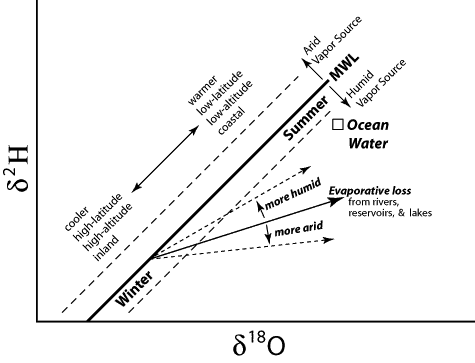 Arid
Vapor Source
MWL
Humid
Vapor Source
warmer
low-latitude
low-altitude
coastal
Summer
Ocean
Water
cooler
high-latitude
high-altitude
inland
more humid
Evaporative loss
from rivers,
reservoirs, & lakes
more arid
Winter
δ²H
δ¹⁸O